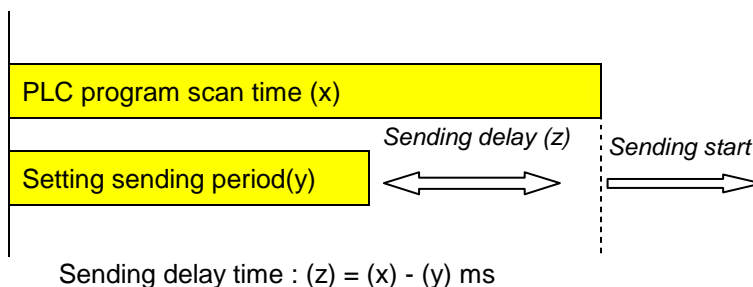 PLC program scan time (x)
Sending delay (z)
Sending start
Setting sending period(y)
Sending delay time : (z) = (x) - (y) ms